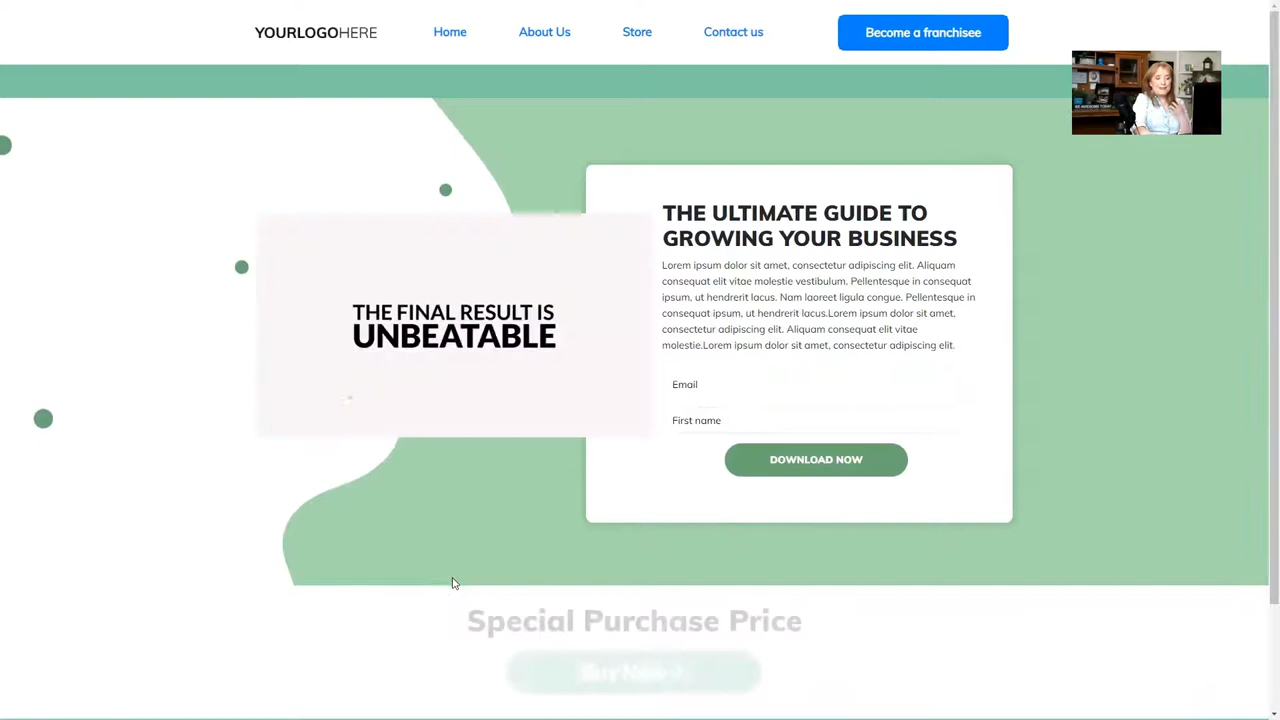 YOURLOGOHERE
Home
About Us
Store
Contact us
Become a franchisee
THE ULTIMATE GUIDE TO
GROWING YOUR BUSINESS
Lorem ipsum dolor sit amet, consectetur adipiscing elit. Aliquam
consequat elit vitae molestie vestibulum. Pellentesque in consequat
ipsum, ut hendrerit lacus. Nam laoreet ligula congue. Pellentesque in
consequat ipsum, ut hendrerit lacus.Lorem ipsum dolor sit amet,
consectetur adipiscing elit. Aliquam consequat elit vitae
molestie.Lorem ipsum dolor sit amet, consectetur adipiscing elit.
THE FINAL RESULT IS
UNBEATABLE
Email
First name
DOWNLOAD NOW
Special Purchase Price
Buy Now